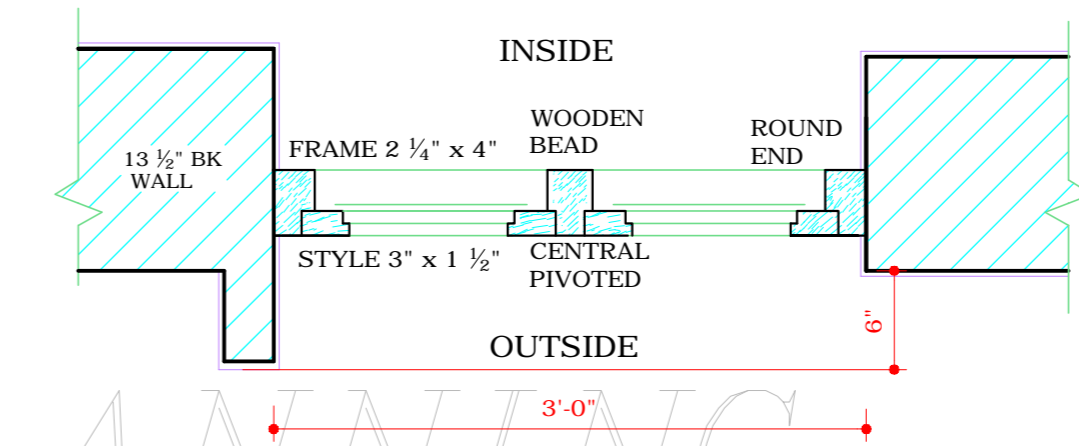 INSIDE
WOODEN
BEAD
ROUND
END
FRAME 2 ¼" x 4"
13 ½" BK
WALL
STYLE 3" x 1 ½"
CENTRAL
PIVOTED
6"
OUTSIDE
3'-0"
ANNING